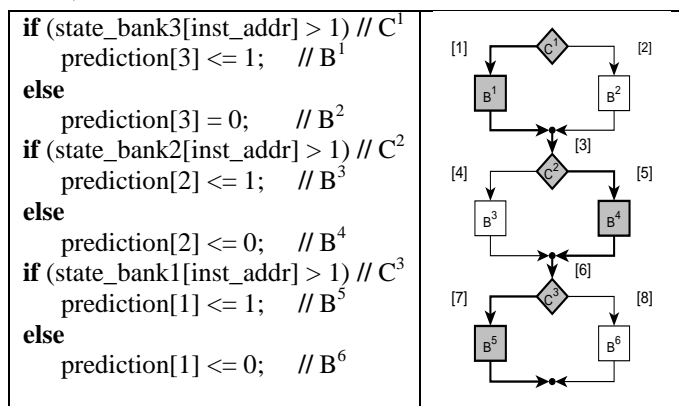 if (state_bank3[inst_addr] > 1) // C¹
prediction[3] <= 1; // B¹
else
prediction[3] = 0; // B²
if (state_bank2[inst_addr] > 1) // C²
prediction[2] <= 1; // B³
else
prediction[2] <= 0; // B⁴
if (state_bank1[inst_addr] > 1) // C³
prediction[1] <= 1; // B⁵
else
prediction[1] <= 0; // B⁶
[1] C¹ [2]
B¹ B²
[3]
[4] C² [5]
B³ B⁴
[6]
[7] C³ [8]
B⁵ B⁶